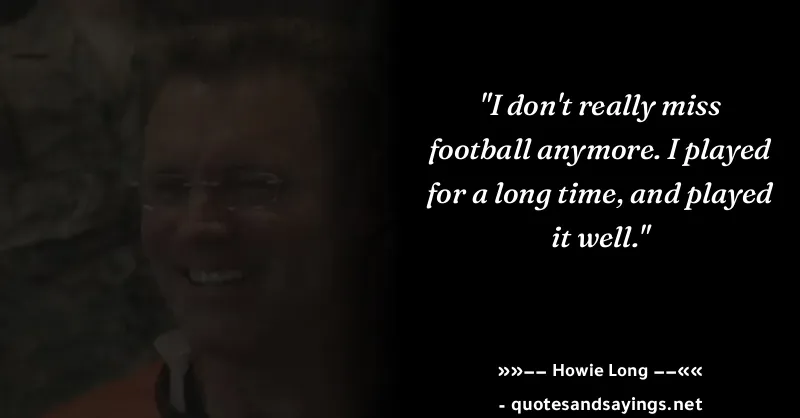 "I don't really miss
football anymore. I played
for a long time, and played
it well."
»»−− Howie Long −−««
- quotesandsayings.net